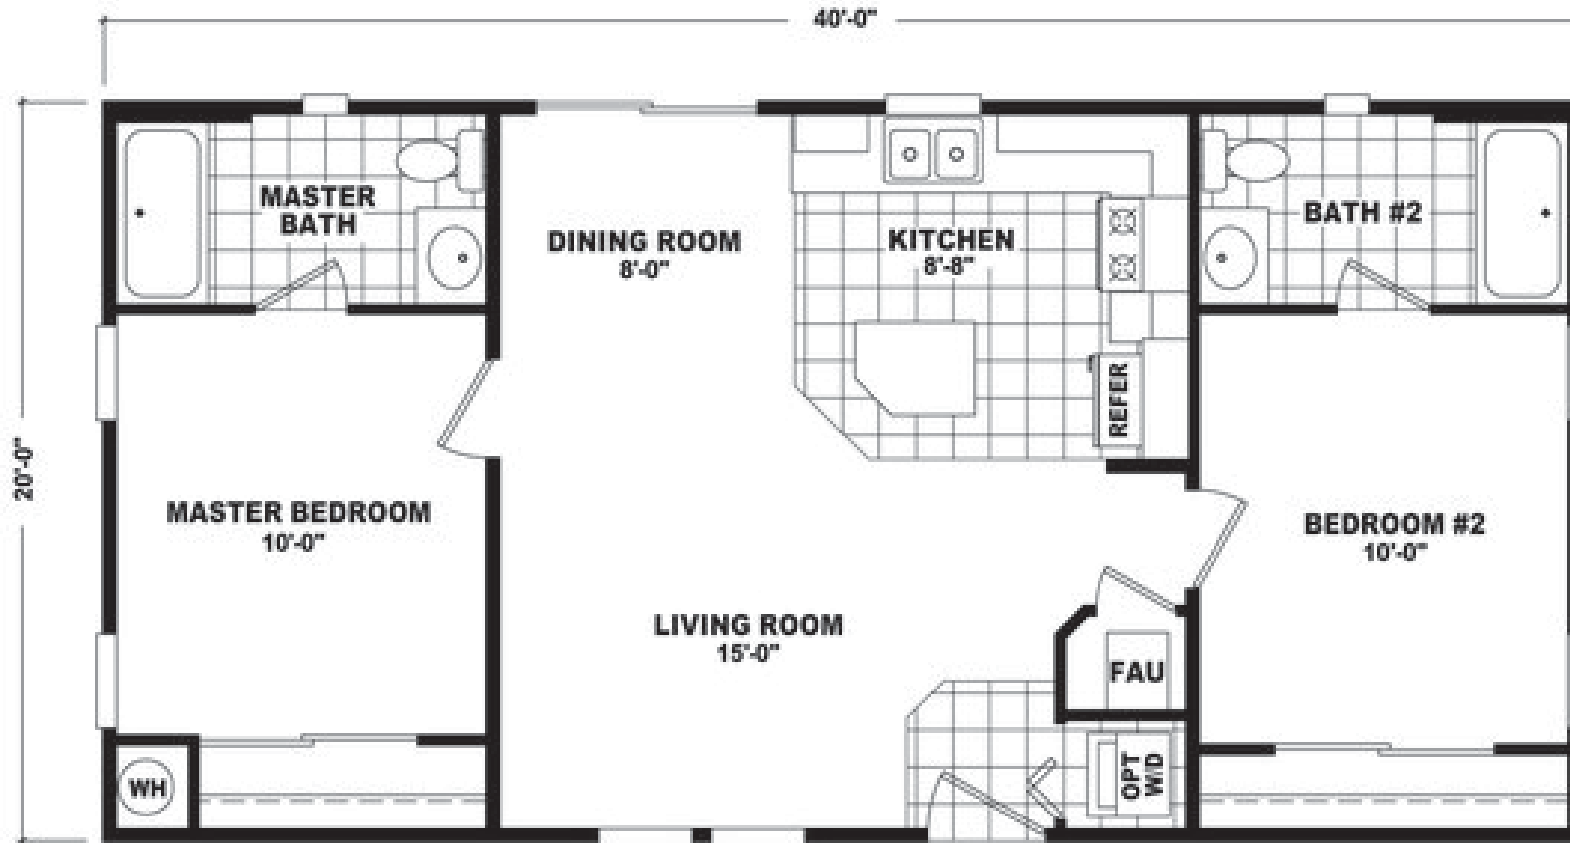 40'-0"
20'-0"
MASTER
BATH
DINING ROOM
8'-0"
KITCHEN
8'-8"
BATH #2
REFER
MASTER BEDROOM
10'-0"
BEDROOM #2
10'-0"
LIVING ROOM
15'-0"
FAU
WH
OPT
W/D